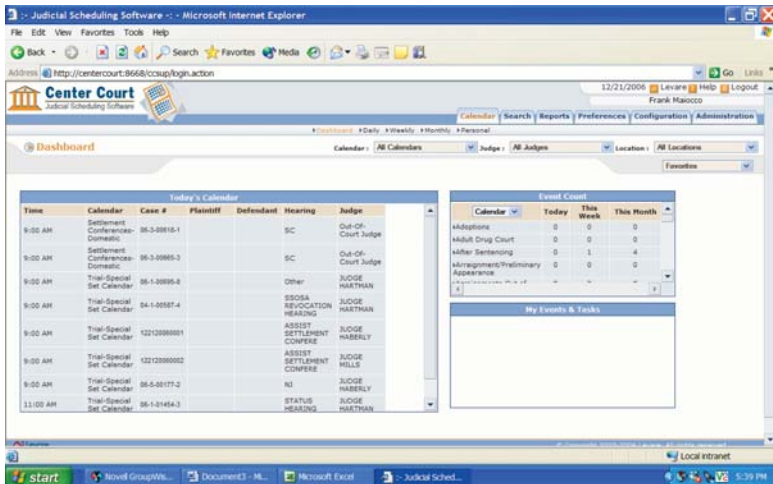 :- Judicial Scheduling Software -: - Microsoft Internet Explorer
File Edit View Favorites Tools Help
Back Search Favorites Media
Address http://centercourt:8668/ccsup/login.action Go Links
12/21/2006 Levare Help Logout
Center Court
Judicial Scheduling Software
Frank Maiocco
Calendar Search Reports Preferences Configuration Administration
Dashboard Daily Weekly Monthly Personal
Dashboard Calendar: All Calendars Judge: All Judges Location: All Locations
Favorites
Today's Calendar
Time Calendar Case # Plaintiff Defendant Hearing Judge
9:00 AM Settlement Conferences-Domestic 06-3-00618-1 SC Out-Of-Court Judge
9:00 AM Settlement Conferences-Domestic 06-3-00865-3 SC Out-Of-Court Judge
9:00 AM Trial-Special Set Calendar Other JUDGE HARTMAN
9:00 AM Trial-Special Set Calendar 04-1-00587-4 SSOSA REVOCATION HEARING JUDGE HARTMAN
9:00 AM Trial-Special Set Calendar 122120060001 ASSIST SETTLEMENT CONFERE JUDGE HABERLY
9:00 AM Trial-Special Set Calendar 122120060002 ASSIST SETTLEMENT CONFERE JUDGE MILLS
9:00 AM Trial-Special Set Calendar 06-8-00177-2 NJ JUDGE HABERLY
11:00 AM Trial-Special Set Calendar 06-1-01454-3 STATUS HEARING JUDGE HARTMAN
Event Count
Calendar Today This Week This Month
Adoptions 0 0 0
Adult Drug Court 0 0 0
After Sentencing 0 1 4
Arraignment/Preliminary Appearance 0 0 0
My Events & Tasks
Local intranet
start Novell GroupWis... Document3 - M... Microsoft Excel :- Judicial Sched... 5:39 PM